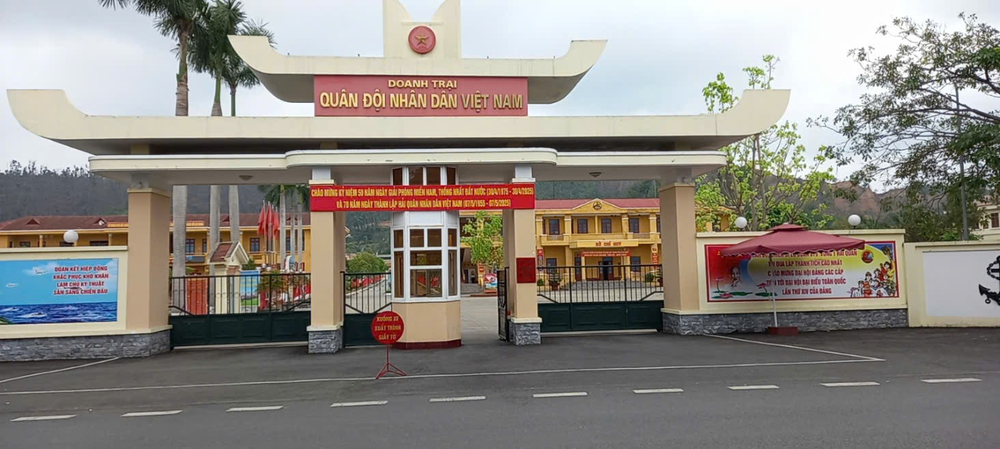 DOANH TRẠI
QUÂN ĐỘI NHÂN DÂN VIỆT NAM
CHÀO MỪNG KỶ NIỆM 50 NĂM NGÀY GIẢI PHÓNG MIỀN NAM, THỐNG NHẤT ĐẤT NƯỚC (30/4/1975 - 30/4/2025)
VÀ 70 NĂM NGÀY THÀNH LẬP HẢI QUÂN NHÂN DÂN VIỆT NAM (07/5/1955 - 07/5/2025)
SỞ CHỈ HUY
ĐOÀN KẾT HIỆP ĐỒNG
KHẮC PHỤC KHÓ KHĂN
LÀM CHỦ KỸ THUẬT
SẴN SÀNG CHIẾN ĐẤU
XUỐNG XE
XUẤT TRÌNH
GIẤY TỜ
VÙNG 1 HẢI QUÂN
ĐUA LẬP THÀNH TÍCH CAO NHẤT
MỪNG ĐẠI HỘI ĐẢNG CÁC CẤP
TỚI ĐẠI HỘI ĐẠI BIỂU TOÀN QUỐC
LẦN THỨ XIV CỦA ĐẢNG